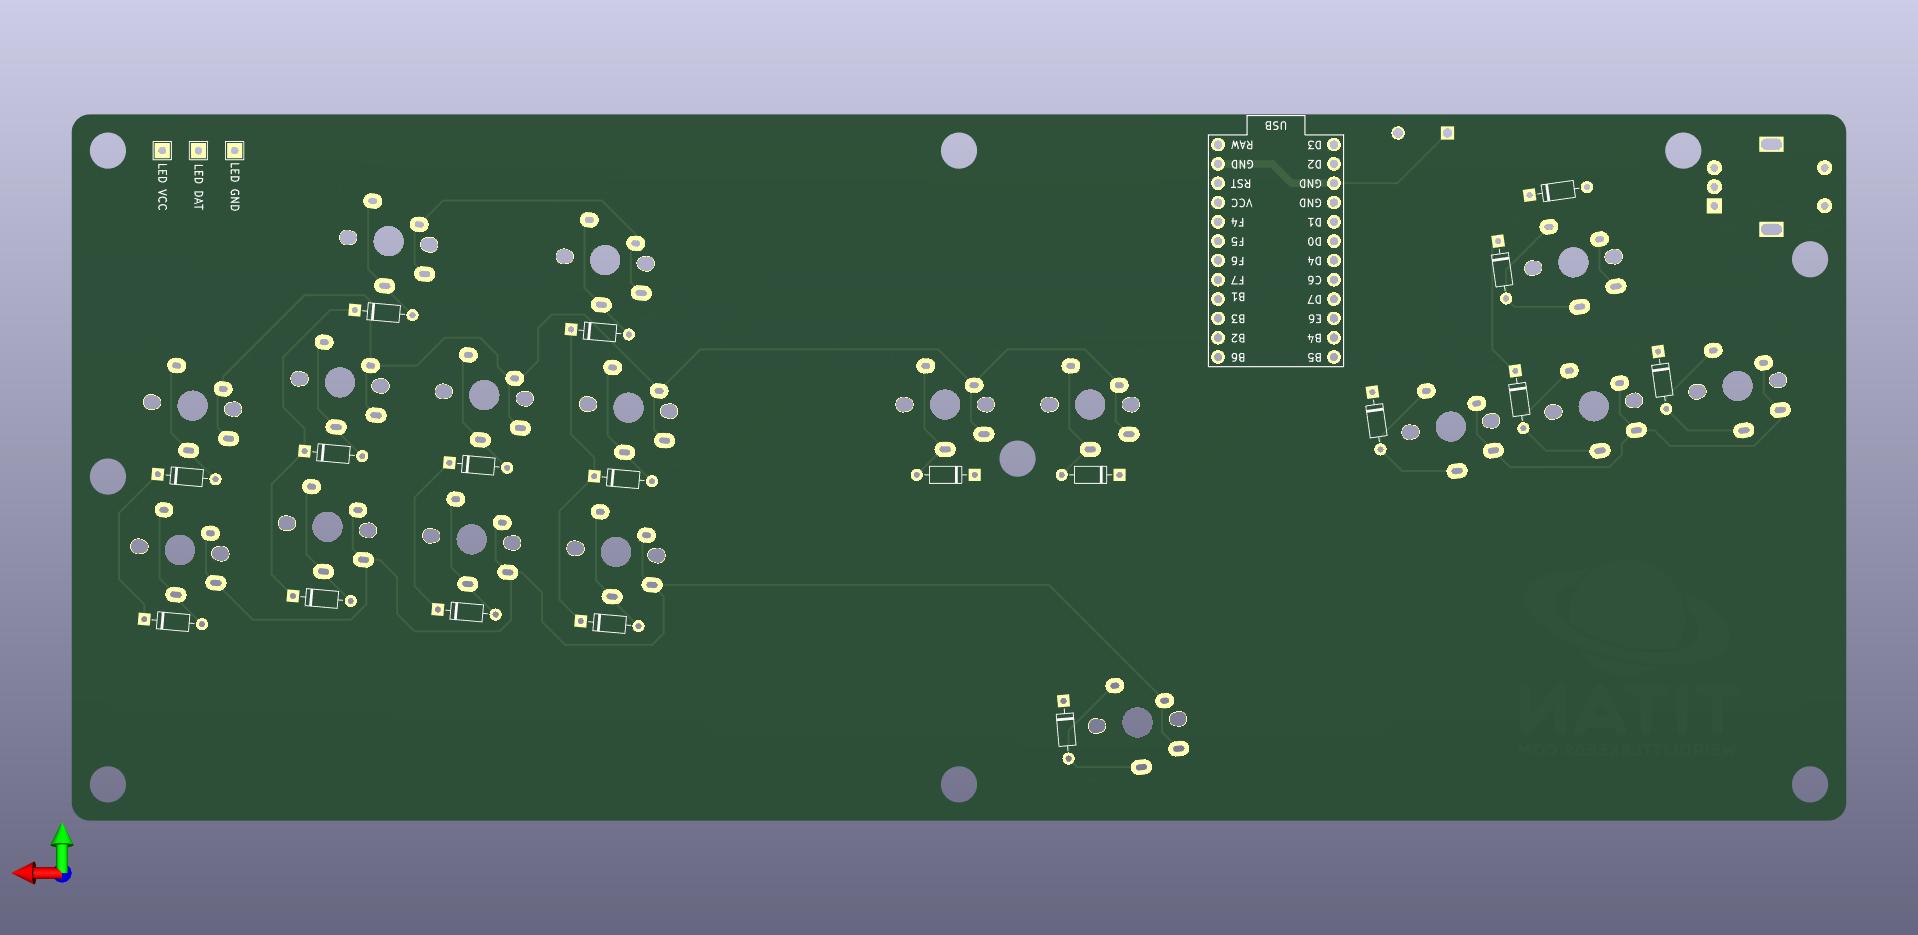 LED VCC
LED DAT
LED GND
USB
RAW
GND
RST
VCC
F4
F5
F6
F7
B1
B3
B2
B6
D3
D2
GND
GND
D1
D0
D4
C6
D7
E6
B4
B5
TITAN